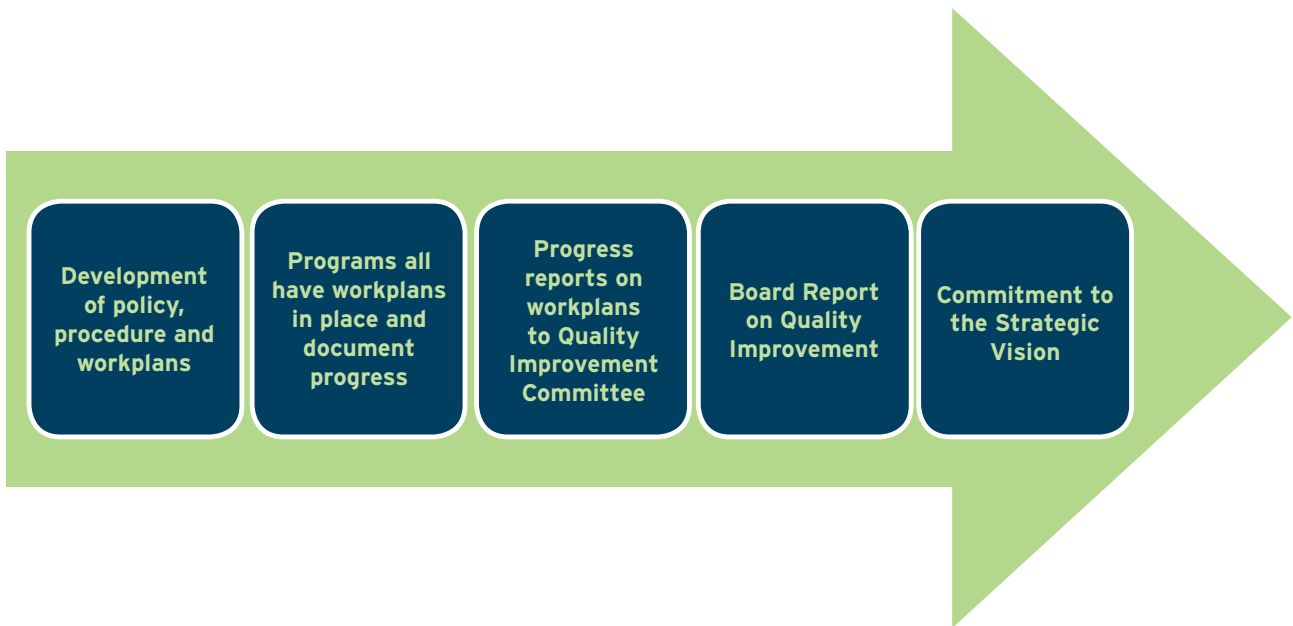 Development
of policy,
procedure and
workplans
Programs all
have workplans
in place and
document
progress
Progress
reports on
workplans
to Quality
Improvement
Committee
Board Report
on Quality
Improvement
Commitment to
the Strategic
Vision